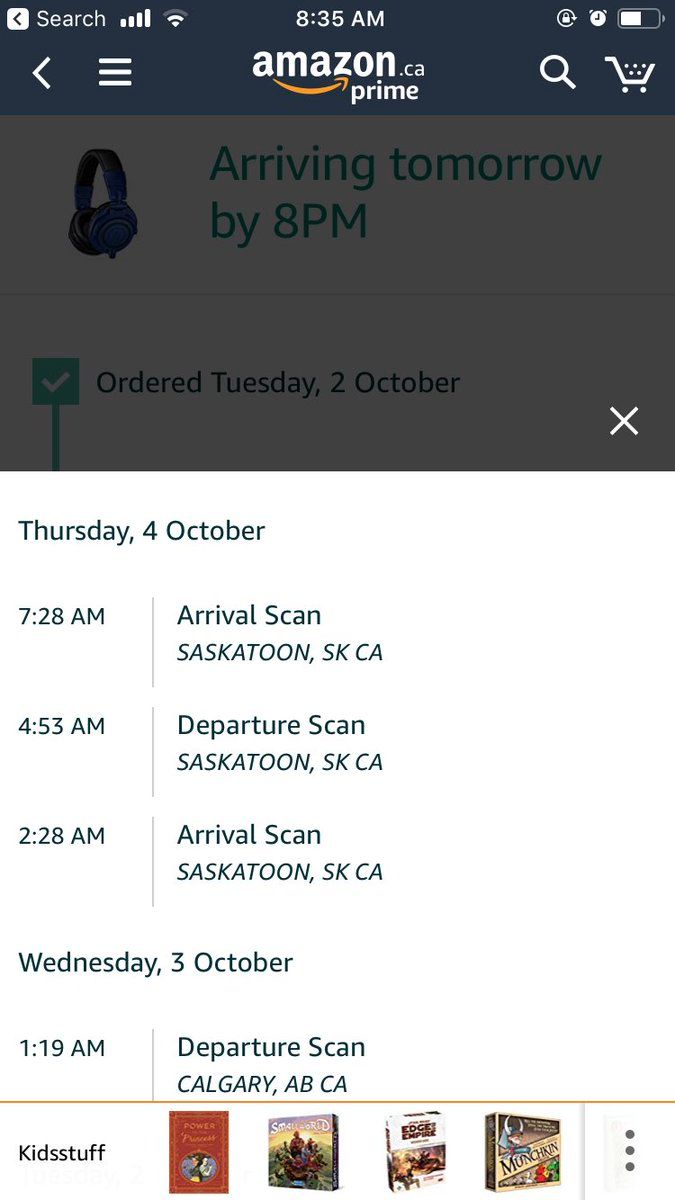 Search
8:35 AM
amazon.ca
prime
Arriving tomorrow
by 8PM
Ordered Tuesday, 2 October
Thursday, 4 October
7:28 AM
Arrival Scan
SASKATOON, SK CA
4:53 AM
Departure Scan
SASKATOON, SK CA
2:28 AM
Arrival Scan
SASKATOON, SK CA
Wednesday, 3 October
1:19 AM
Departure Scan
CALGARY, AB CA
Kidsstuff
POWER
Princess
SMALLWORLD
EDGE OF THE
EMPIRE
MUNCHKIN